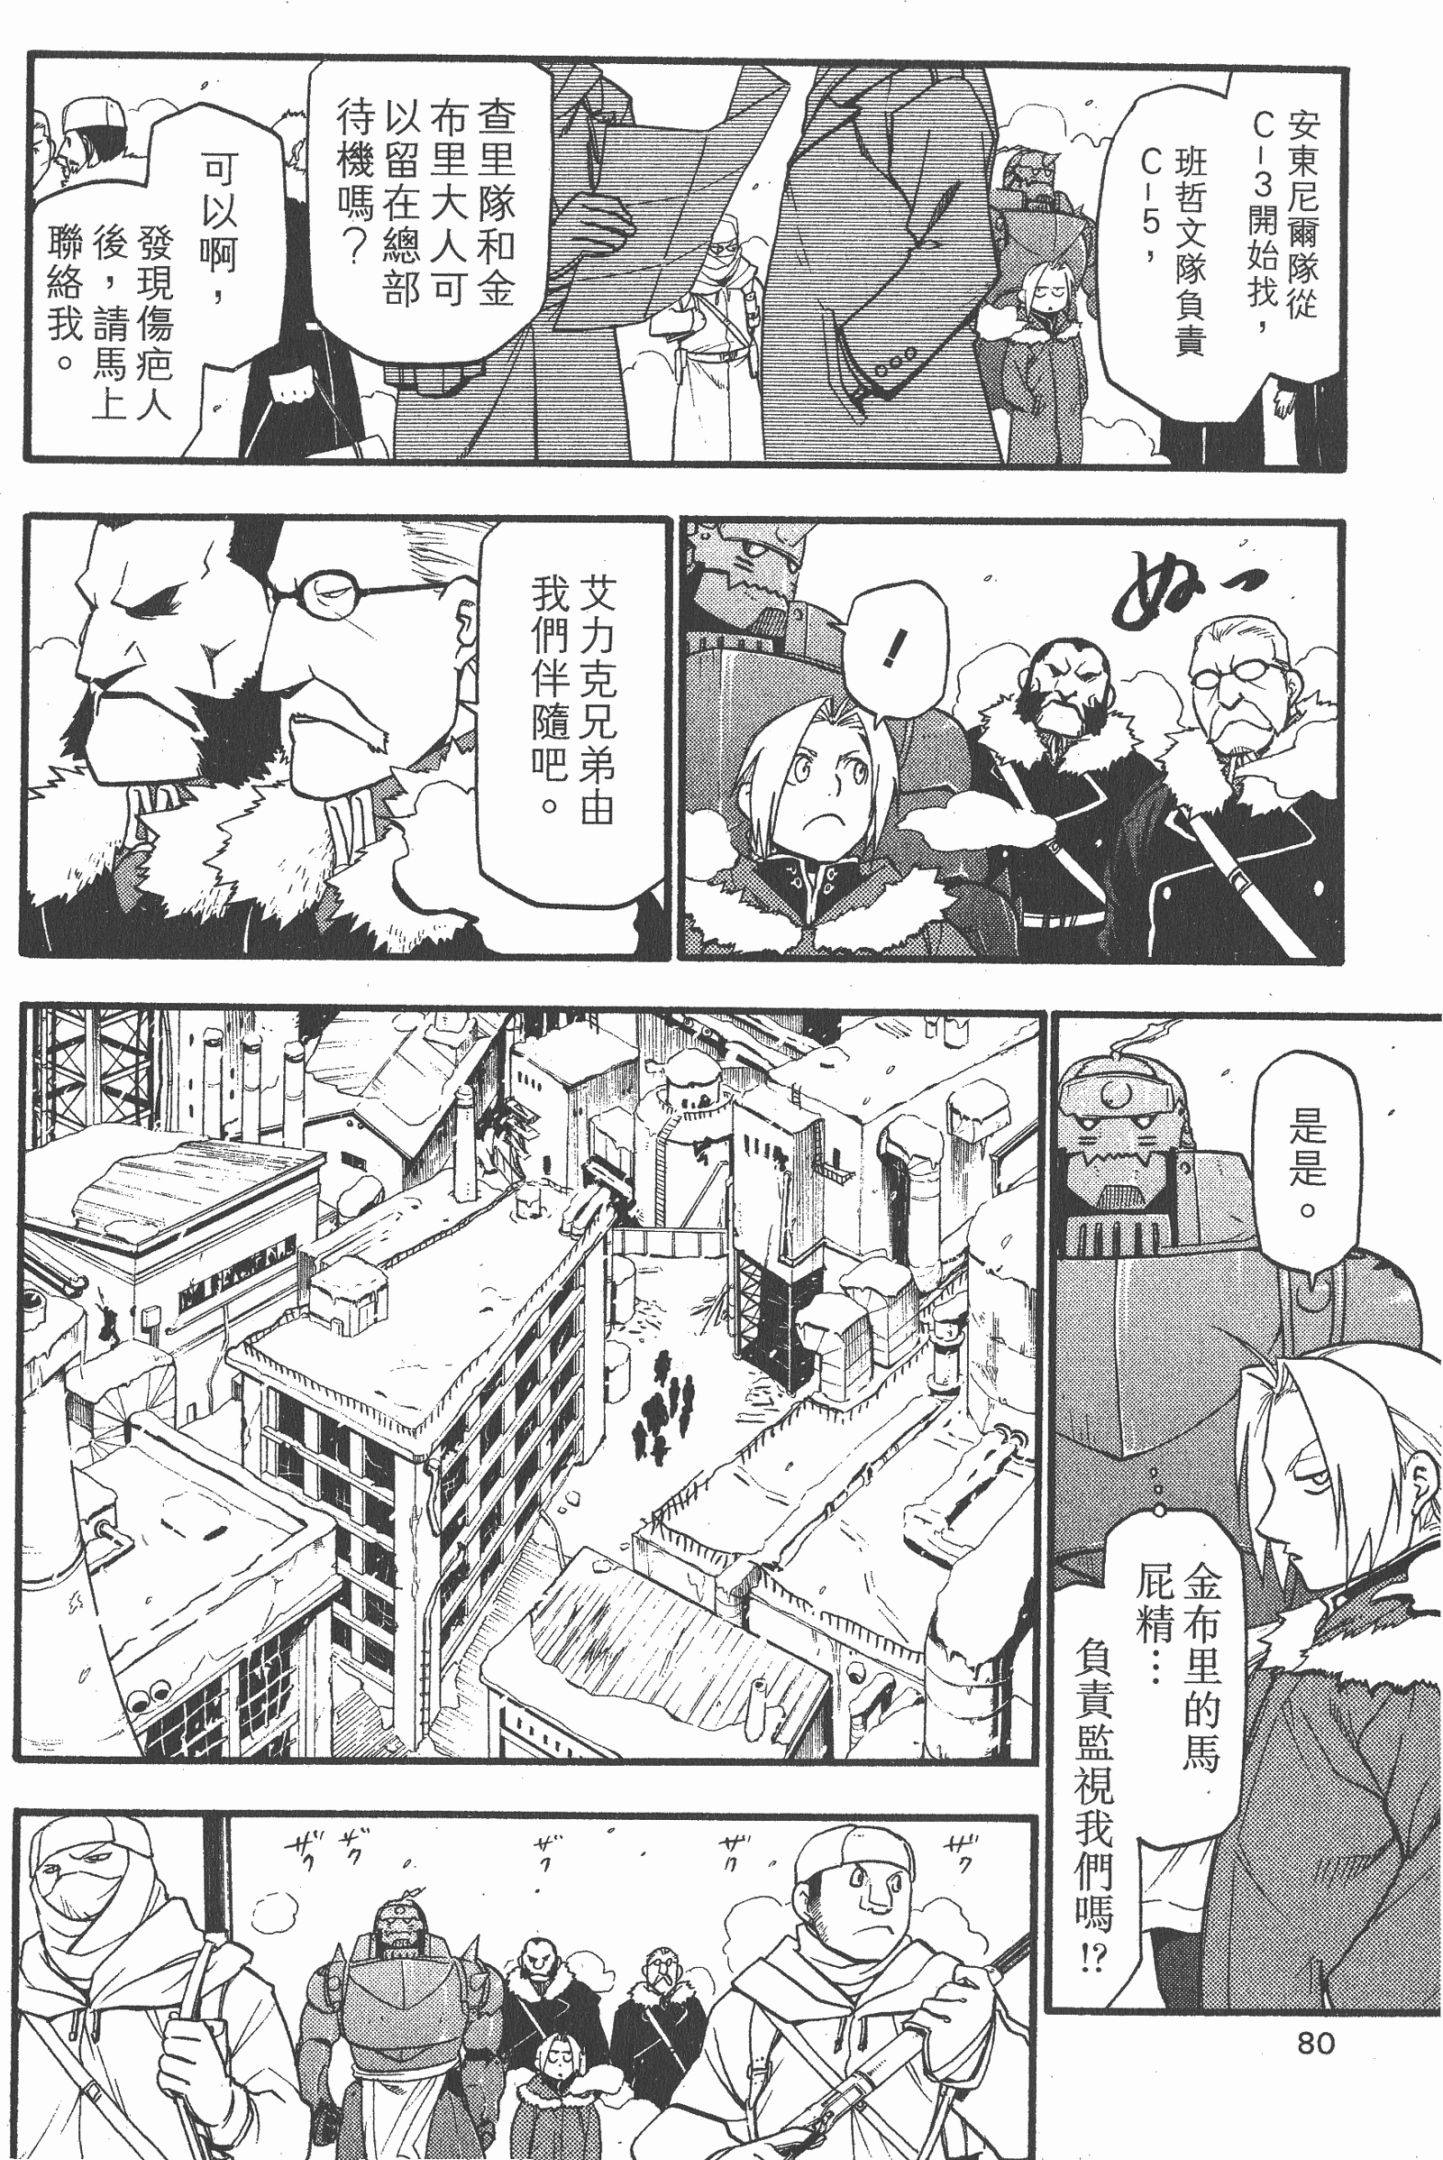 安東尼爾隊從
C-3開始找，
班哲文隊負責
C-5，
查里隊和金
布里大人可
以留在總部
待機嗎？
可以啊，
發現傷疤人
後，請馬上
聯絡我。
ぬっ
！
艾力克兄弟由
我們伴隨吧。
是是。
金布里的馬
屁精…
負責監視我們嗎!?
ザク
ザク
ザク
ザク
ザク
80